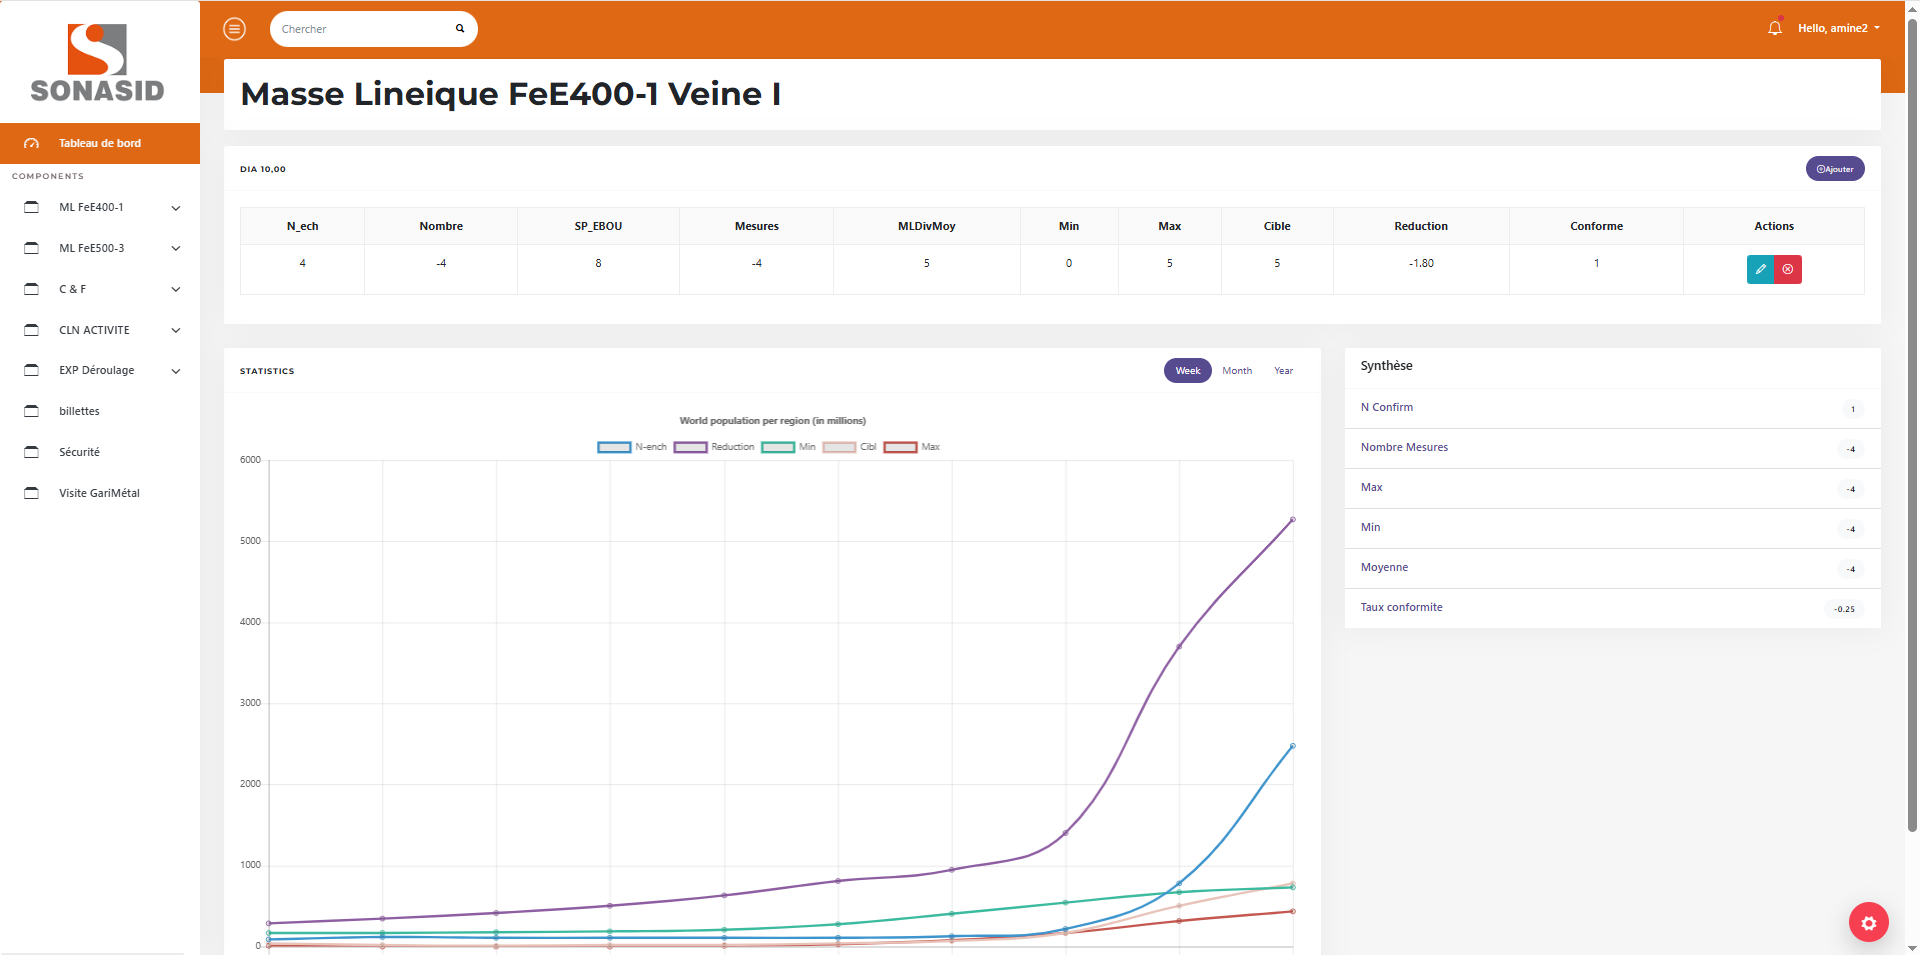 SONASID
Chercher
Hello, amine2
Masse Lineique FeE400-1 Veine I
Tableau de bord
COMPONENTS
ML FeE400-1
ML FeE500-3
C & F
CLN ACTIVITE
EXP Déroulage
billettes
Sécurité
Visite GariMétal
DIA 10,00
Ajouter
N_ech Nombre SP_EBOU Mesures MLDivMoy Min Max Cible Reduction Conforme Actions
4 -4 8 -4 5 0 5 5 -1.80 1
STATISTICS
Week Month Year
World population per region (in millions)
N-ench Reduction Min Cibl Max
6000
5000
4000
3000
2000
1000
0
Synthèse
N Confirm 1
Nombre Mesures -4
Max -4
Min -4
Moyenne -4
Taux conformite -0.25